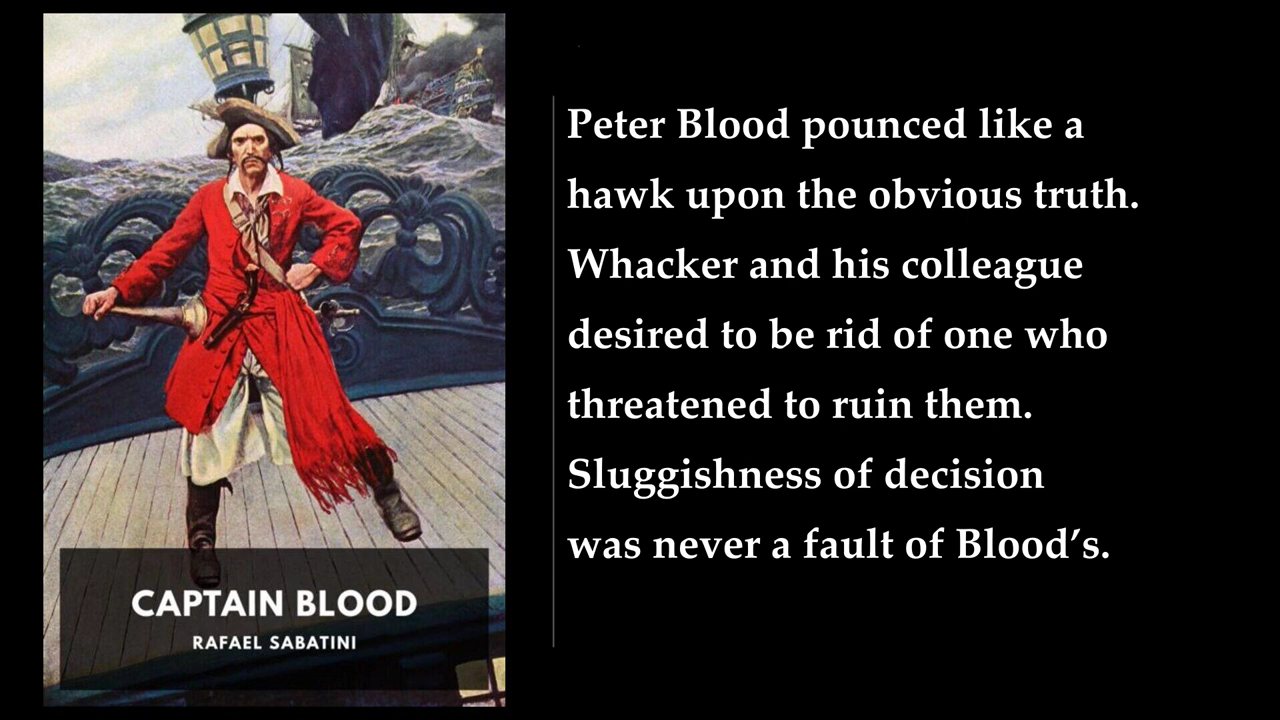 CAPTAIN BLOOD
RAFAEL SABATINI
Peter Blood pounced like a
hawk upon the obvious truth.
Whacker and his colleague
desired to be rid of one who
threatened to ruin them.
Sluggishness of decision
was never a fault of Blood’s.